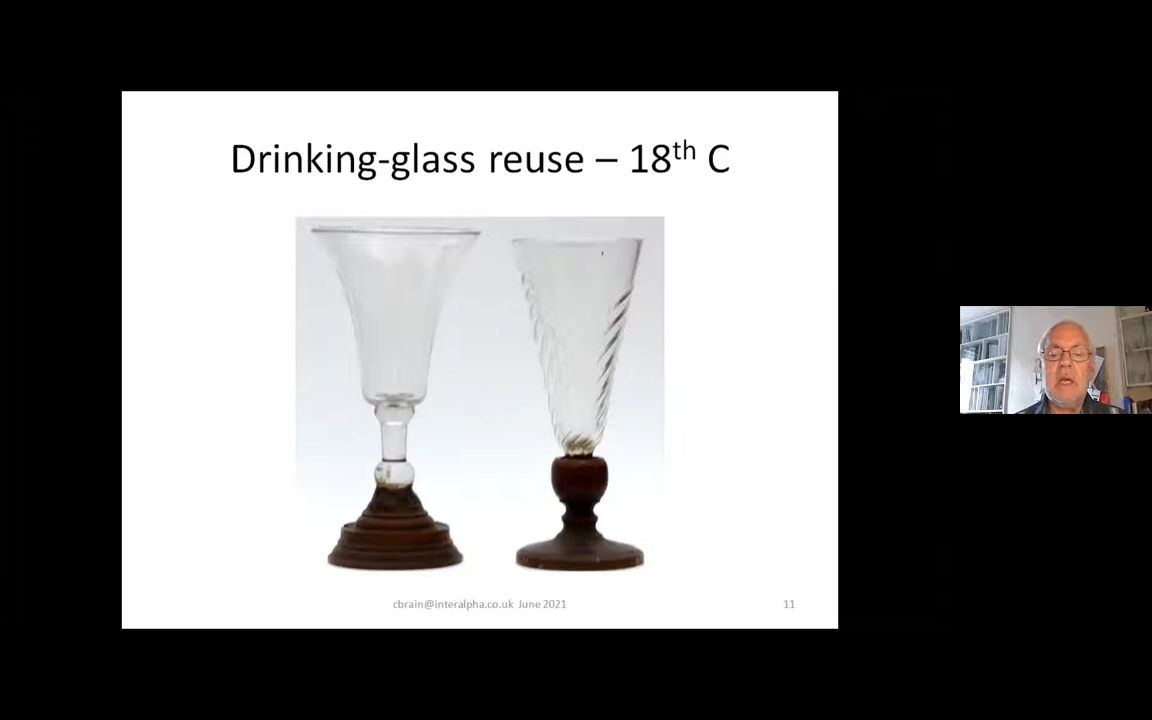 Drinking-glass reuse – 18th C
cbrain@interalpha.co.uk June 2021
11